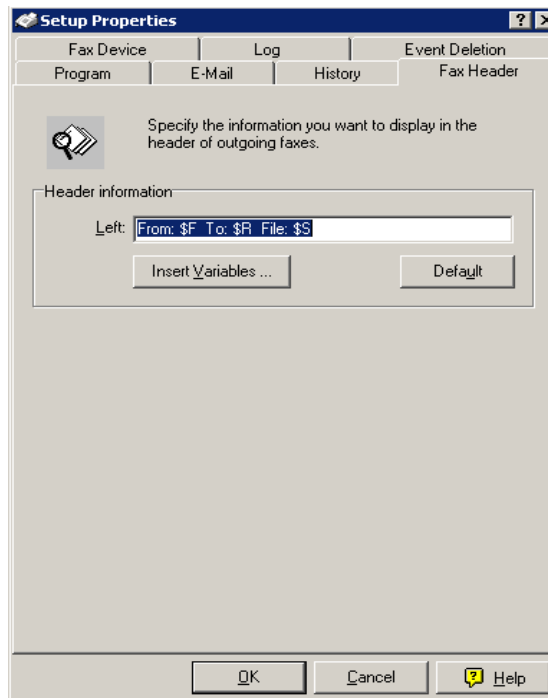 Setup Properties
Fax Device Log Event Deletion
Program E-Mail History Fax Header
Specify the information you want to display in the
header of outgoing faxes.
Header information
Left: From: $F To: $R File: $S
Insert Variables ... Default
OK Cancel Help